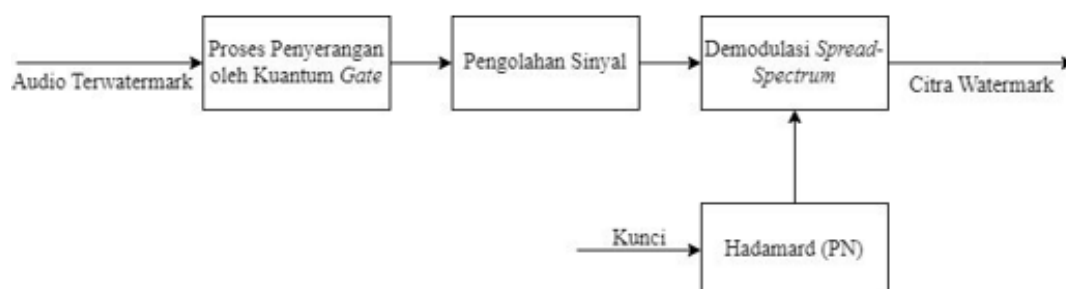 Proses Penyerangan
oleh Kuantum Gate
Audio Terwatermark
Pengolahan Sinyal
Demodulasi Spread-
Spectrum
Citra Watermark
Kunci
Hadamard (PN)